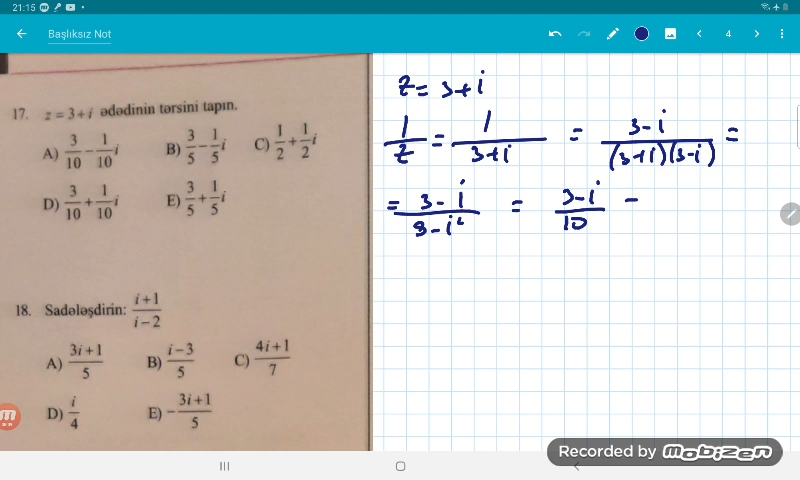 21:15
Başlıksız Not
4
17. z = 3+i ədədinin tərsini tapın.
A) 3/10 − 1/10 i B) 3/5 − 1/5 i C) 1/2 + 1/2 i
D) 3/10 + 1/10 i E) 3/5 + 1/5 i
18. Sadələşdirin: (i+1)/(i−2)
A) (3i+1)/5 B) (i−3)/5 C) (4i+1)/7
D) i/4 E) −(3i+1)/5
z = 3+i
1/z = 1/(3+i) = (3-i)/((3+i)(3-i)) =
= (3-i)/(9-i²) = (3-i)/10 -
Recorded by mobizen